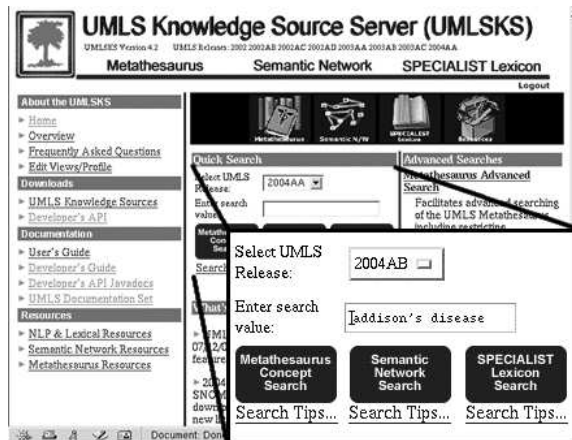 UMLS Knowledge Source Server (UMLSKS)
UMLSKS Version 4.2 UMLS Releases: 2002 2002AB 2002AC 2002AD 2003AA 2003AB 2003AC 2004AA
Metathesaurus Semantic Network SPECIALIST Lexicon
Logout
About the UMLSKS
Home
Overview
Frequently Asked Questions
Edit Views/Profile
Downloads
UMLS Knowledge Sources
Developer's API
Documentation
User's Guide
Developer's Guide
Developer's API Javadocs
UMLS Documentation Set
Resources
NLP & Lexical Resources
Semantic Network Resources
Metathesaurus Resources
Metathesaurus Semantic N/W SPECIALIST Lexicon Resources
Quick Search
Select UMLS
Release:
2004AA
Enter search
value:
Search
Advanced Searches
Metathesaurus Advanced
Search
Facilitates advanced searching
of the UMLS Metathesaurus
including restricting
Select UMLS
Release:
2004AB
Enter search
value:
addison's disease
Metathesaurus
Concept
Search
Semantic
Network
Search
SPECIALIST
Lexicon
Search
Search Tips... Search Tips... Search Tips...
Document: Done